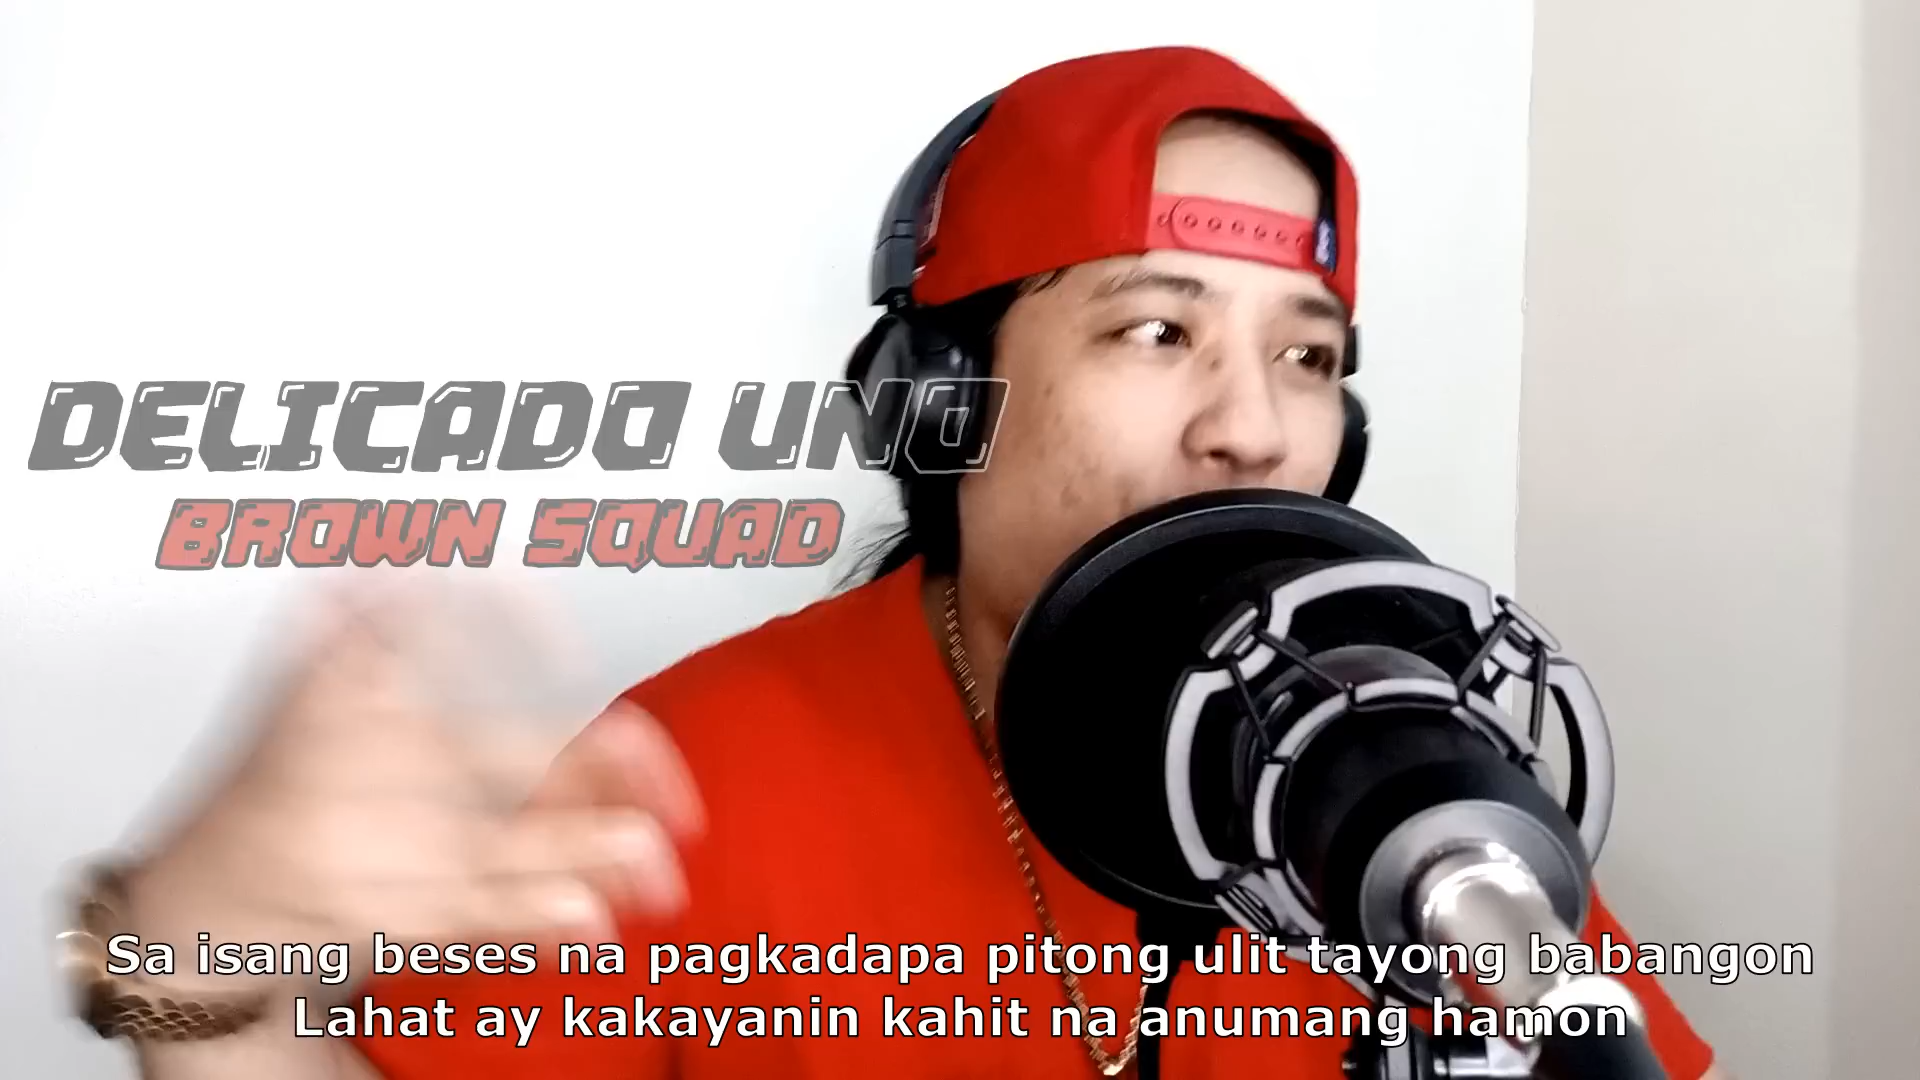 DELICADO UNO
BROWN SQUAD
Sa isang beses na pagkadapa pitong ulit tayong babangon
Lahat ay kakayanin kahit na anumang hamon